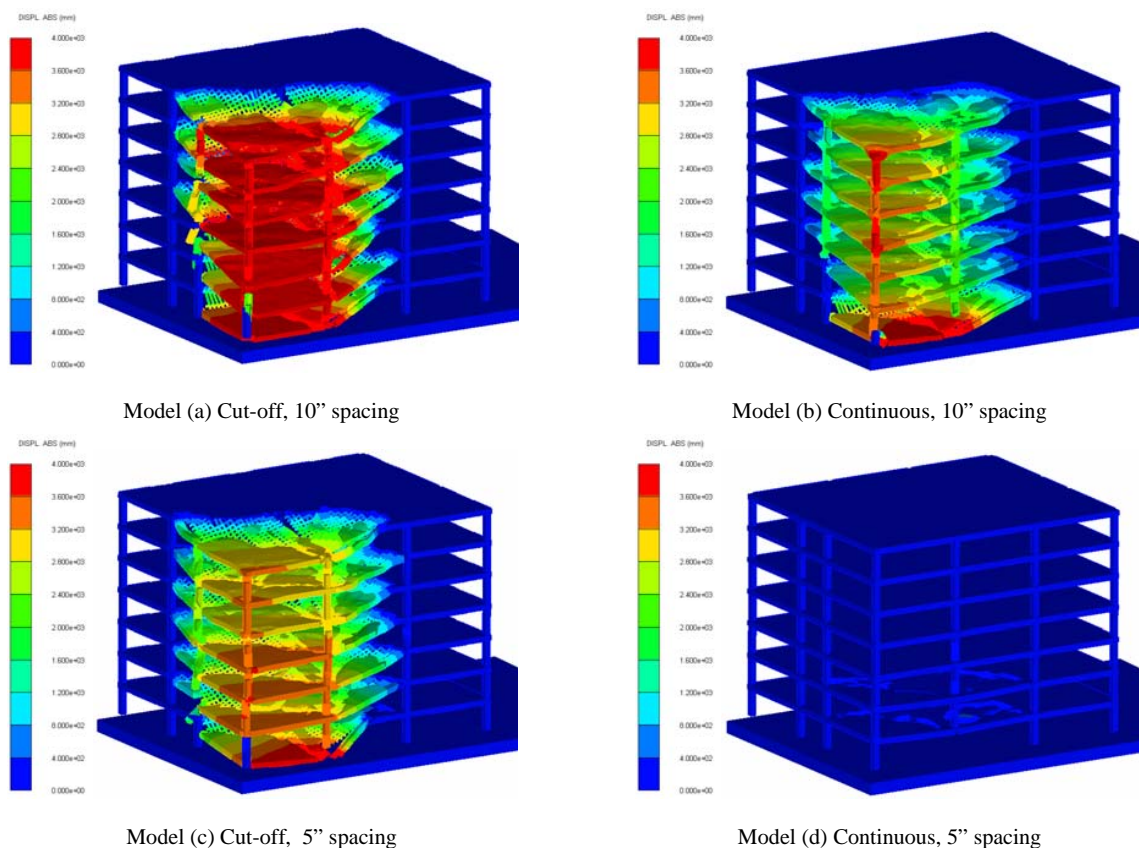 DISPL. ABS (mm)
4.000e+03
3.600e+03
3.200e+03
2.800e+03
2.400e+03
2.000e+03
1.600e+03
1.200e+03
8.000e+02
4.000e+02
0.000e+00
DISPL. ABS (mm)
4.000e+03
3.600e+03
3.200e+03
2.800e+03
2.400e+03
2.000e+03
1.600e+03
1.200e+03
8.000e+02
4.000e+02
0.000e+00
Model (a) Cut-off, 10” spacing
Model (b) Continuous, 10” spacing
DISPL. ABS (mm)
4.000e+03
3.600e+03
3.200e+03
2.800e+03
2.400e+03
2.000e+03
1.600e+03
1.200e+03
8.000e+02
4.000e+02
0.000e+00
DISPL. ABS (mm)
4.000e+03
3.600e+03
3.200e+03
2.800e+03
2.400e+03
2.000e+03
1.600e+03
1.200e+03
8.000e+02
4.000e+02
0.000e+00
Model (c) Cut-off, 5” spacing
Model (d) Continuous, 5” spacing